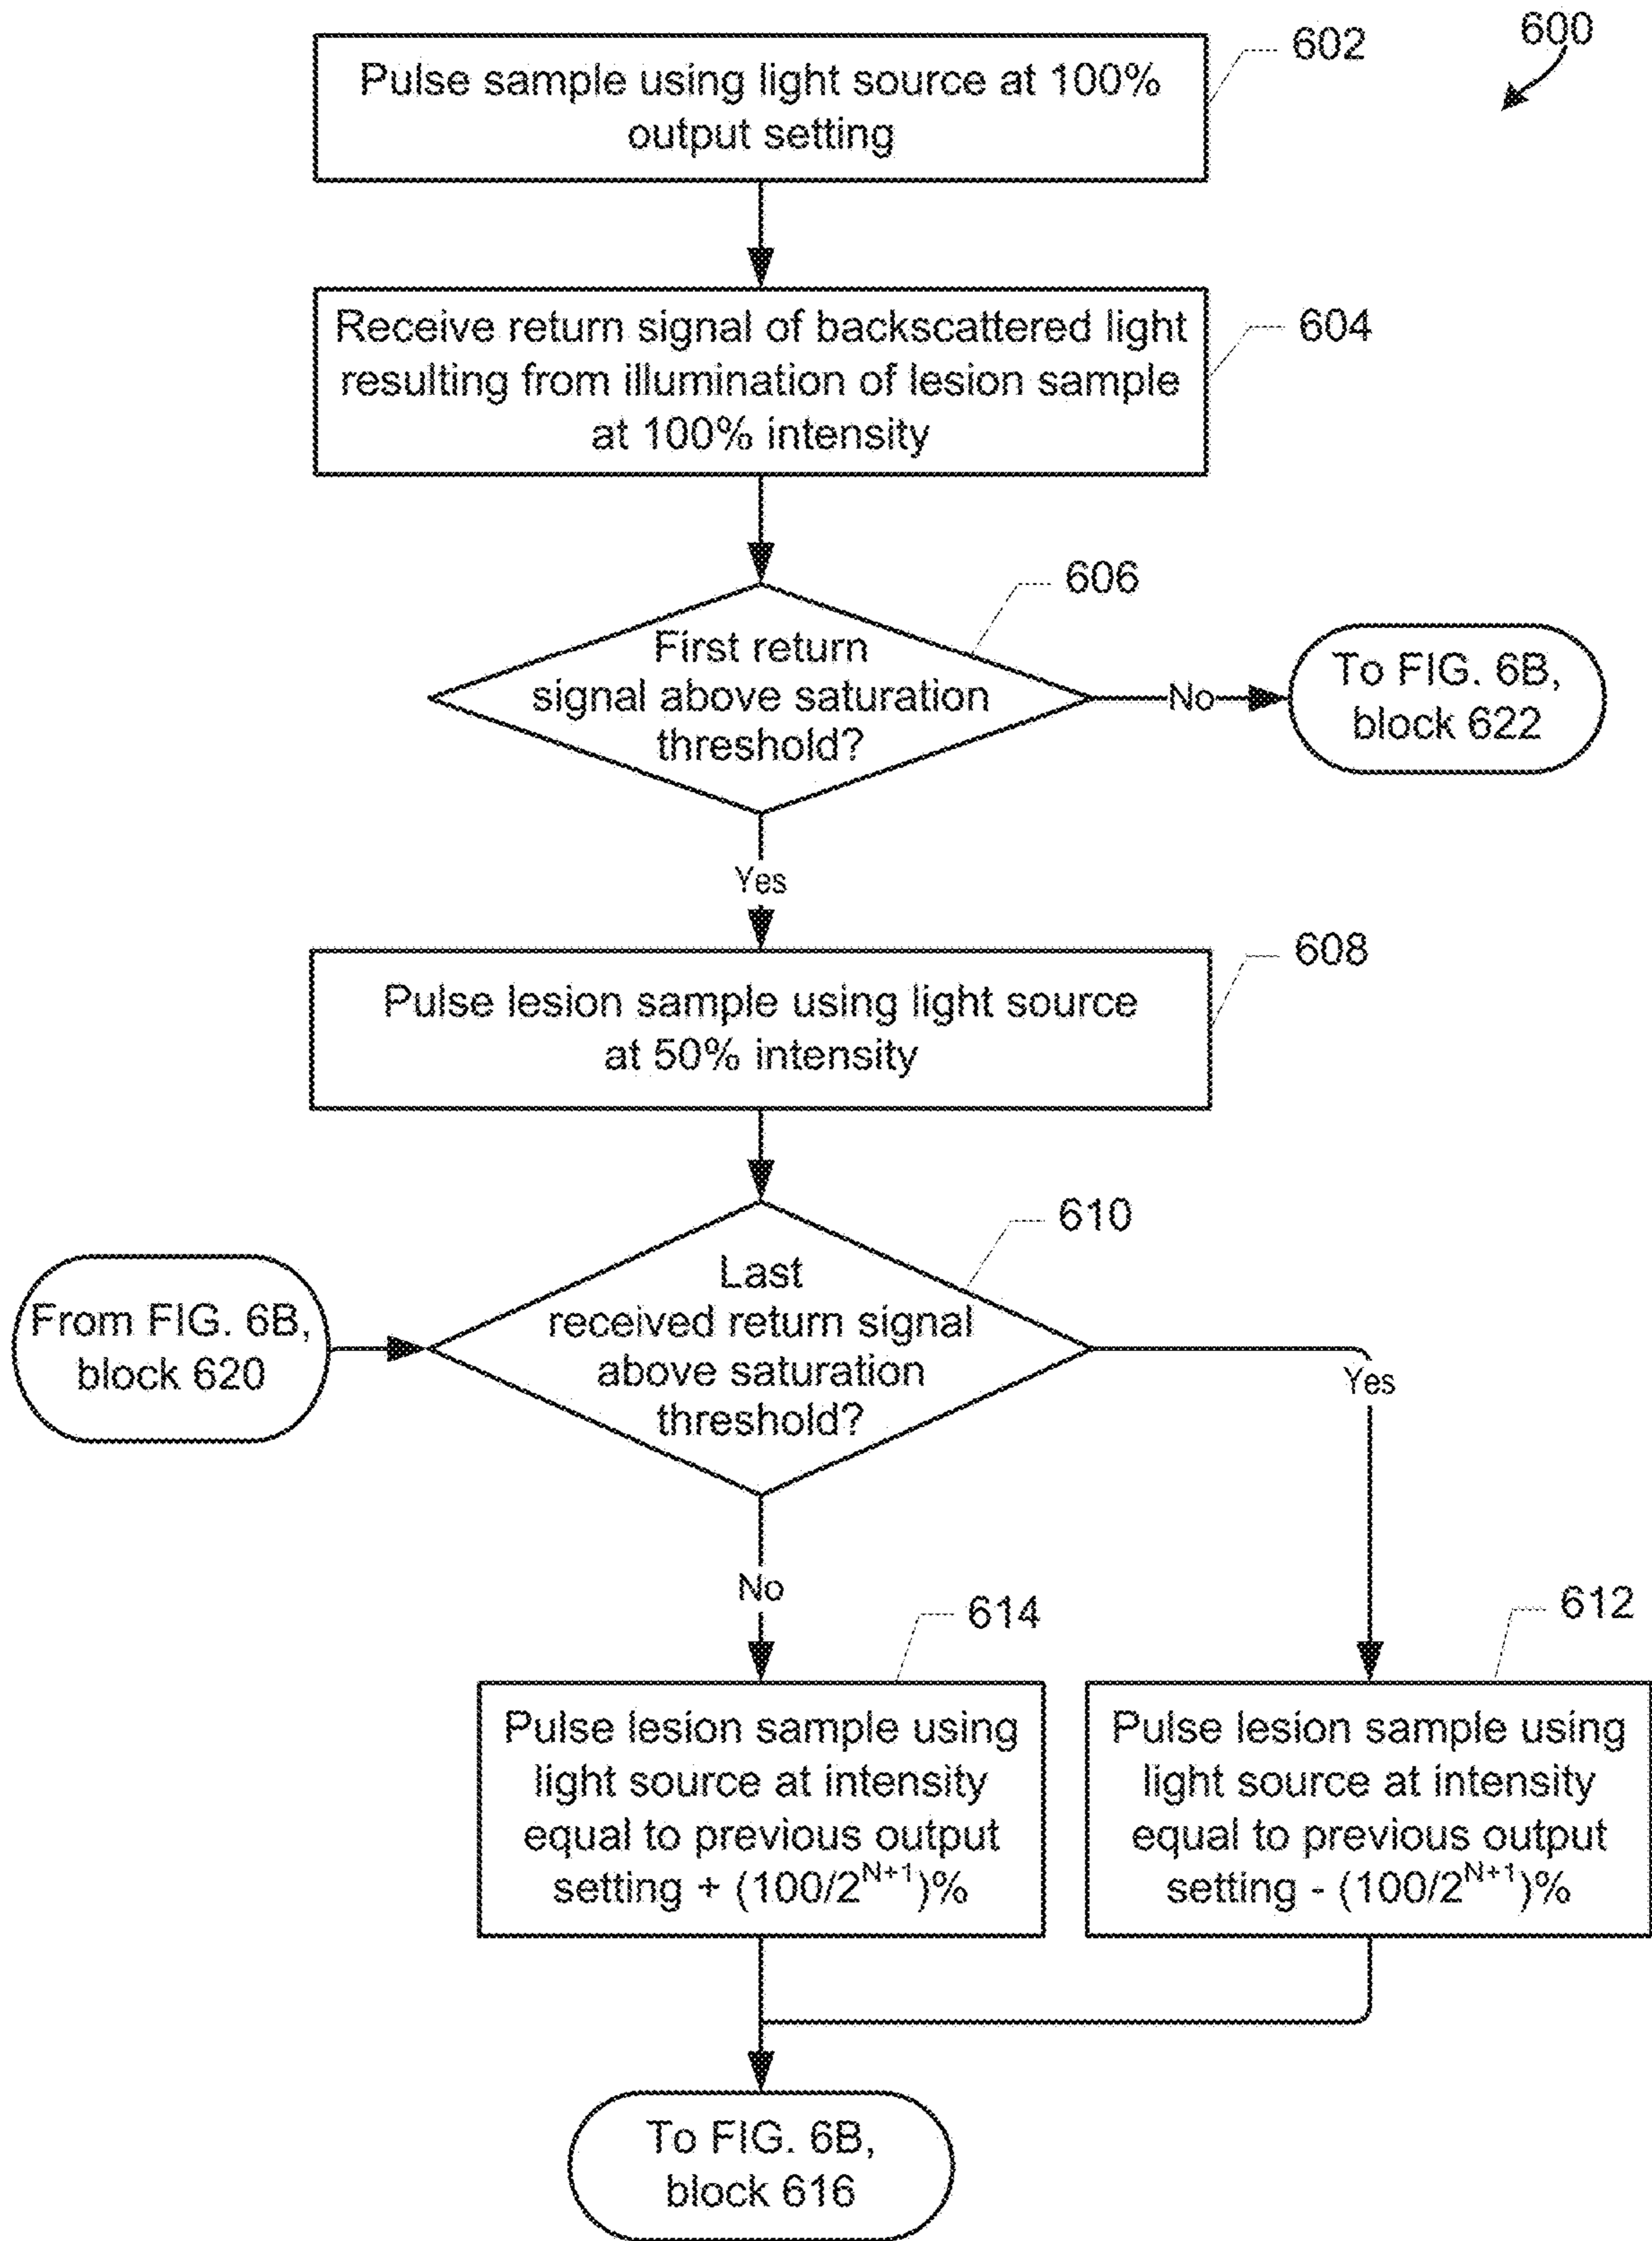 600
602
Pulse sample using light source at 100%
output setting
604
Receive return signal of backscattered light
resulting from illumination of lesion sample
at 100% intensity
606
First return
signal above saturation
threshold?
No
To FIG. 6B,
block 622
Yes
608
Pulse lesion sample using light source
at 50% intensity
610
From FIG. 6B,
block 620
Last
received return signal
above saturation
threshold?
Yes
No
614
Pulse lesion sample using
light source at intensity
equal to previous output
setting + (100/2^{N+1})%
612
Pulse lesion sample using
light source at intensity
equal to previous output
setting - (100/2^{N+1})%
To FIG. 6B,
block 616